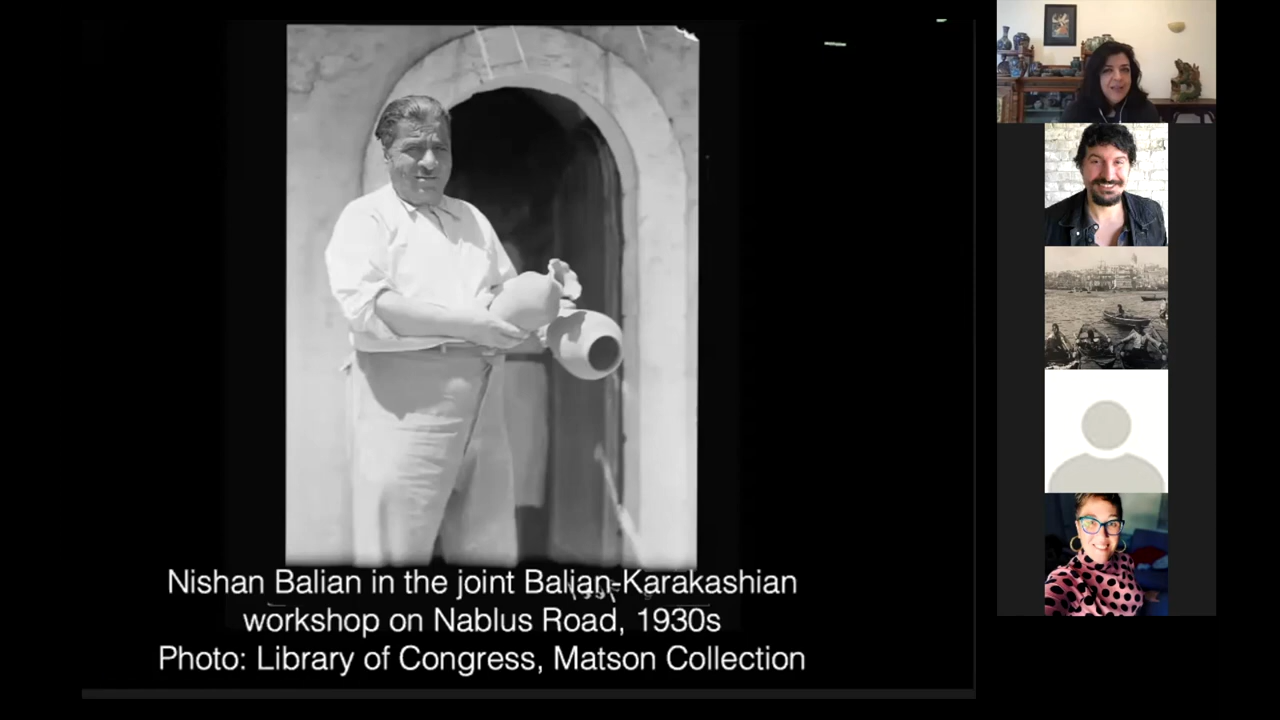 Nishan Balian in the joint Balian-Karakashian
workshop on Nablus Road, 1930s
Photo: Library of Congress, Matson Collection